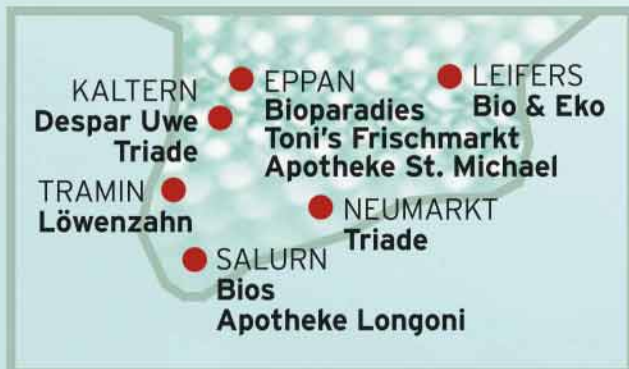 KALTERN
Despar Uwe
Triade
EPPAN
Bioparadies
Toni's Frischmarkt
Apotheke St. Michael
LEIFERS
Bio & Eko
TRAMIN
Löwenzahn
NEUMARKT
Triade
SALURN
Bios
Apotheke Longoni